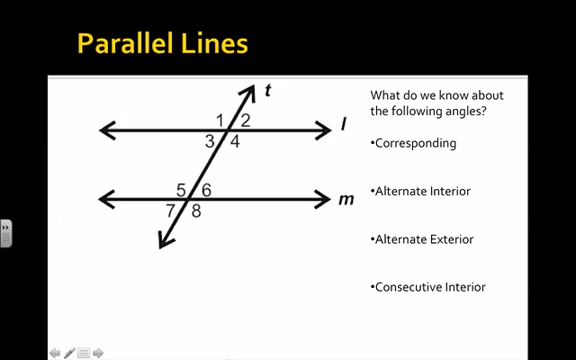 Parallel Lines
t
1 2
l
3 4
5 6
m
7 8
What do we know about
the following angles?
•Corresponding
•Alternate Interior
•Alternate Exterior
•Consecutive Interior